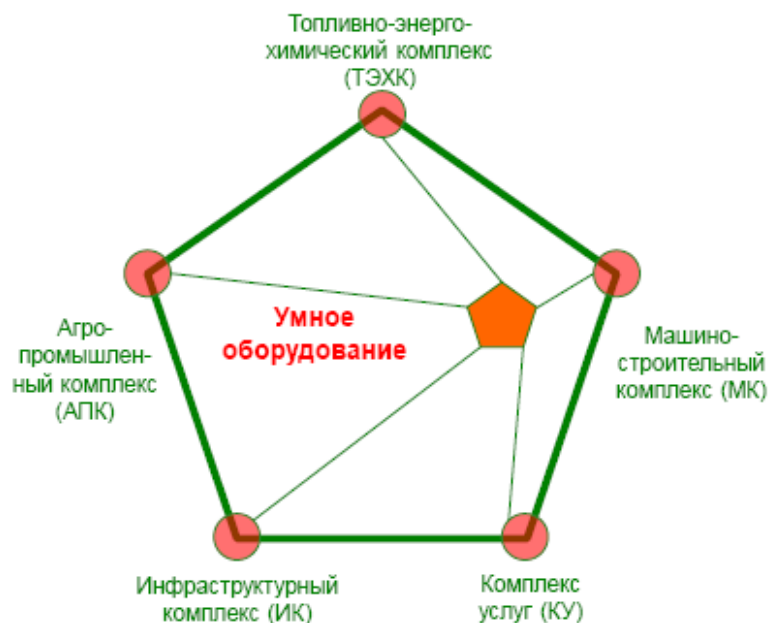 Топливно-энерго-
химический комплекс
(ТЭХК)
Умное
оборудование
Агро-
промышлен-
ный комплекс
(АПК)
Машино-
строительный
комплекс (МК)
Инфраструктурный
комплекс (ИК)
Комплекс
услуг (КУ)